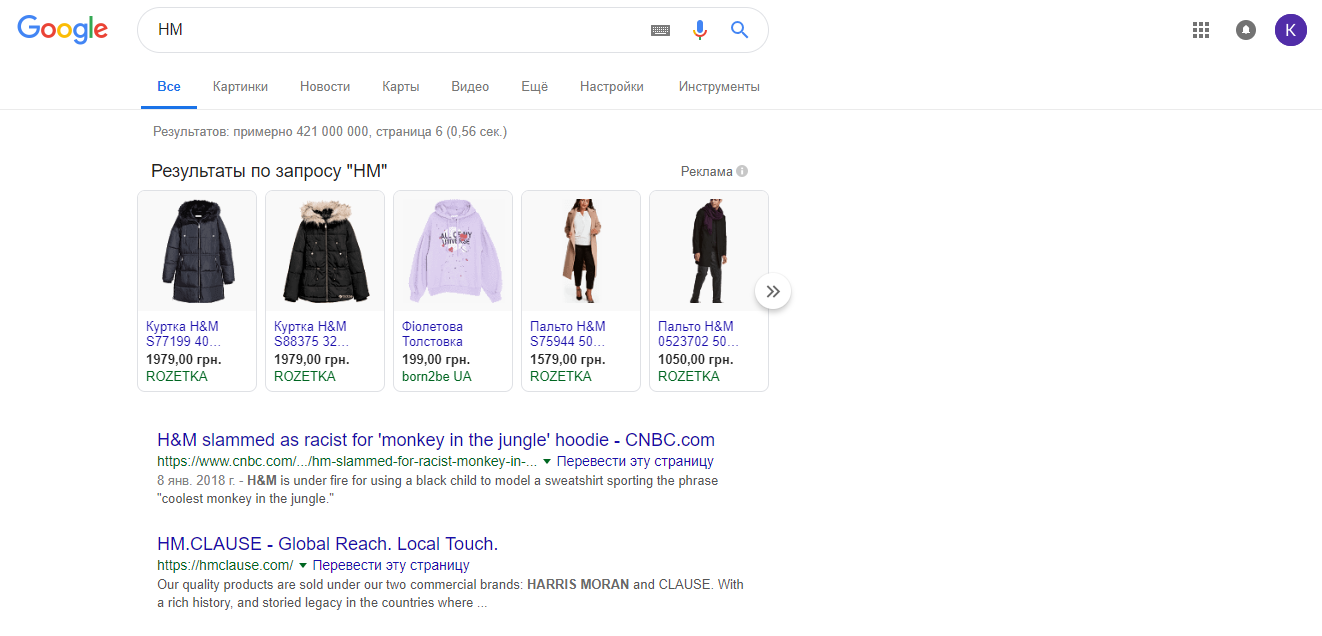 Google
HM
K
Все Картинки Новости Карты Видео Ещё Настройки Инструменты
Результатов: примерно 421 000 000, страница 6 (0,56 сек.)
Результаты по запросу "HM"
Реклама
ALL OF MY
UNIVERSE
Куртка H&M
S77199 40...
1979,00 грн.
ROZETKA
Куртка H&M
S88375 32...
1979,00 грн.
ROZETKA
Фіолетова
Толстовка
199,00 грн.
born2be UA
Пальто H&M
S75944 50...
1579,00 грн.
ROZETKA
Пальто H&M
0523702 50...
1050,00 грн.
ROZETKA
H&M slammed as racist for 'monkey in the jungle' hoodie - CNBC.com
https://www.cnbc.com/.../hm-slammed-for-racist-monkey-in-... Перевести эту страницу
8 янв. 2018 г. - H&M is under fire for using a black child to model a sweatshirt sporting the phrase
"coolest monkey in the jungle."
HM.CLAUSE - Global Reach. Local Touch.
https://hmclause.com/ Перевести эту страницу
Our quality products are sold under our two commercial brands: HARRIS MORAN and CLAUSE. With
a rich history, and storied legacy in the countries where ...